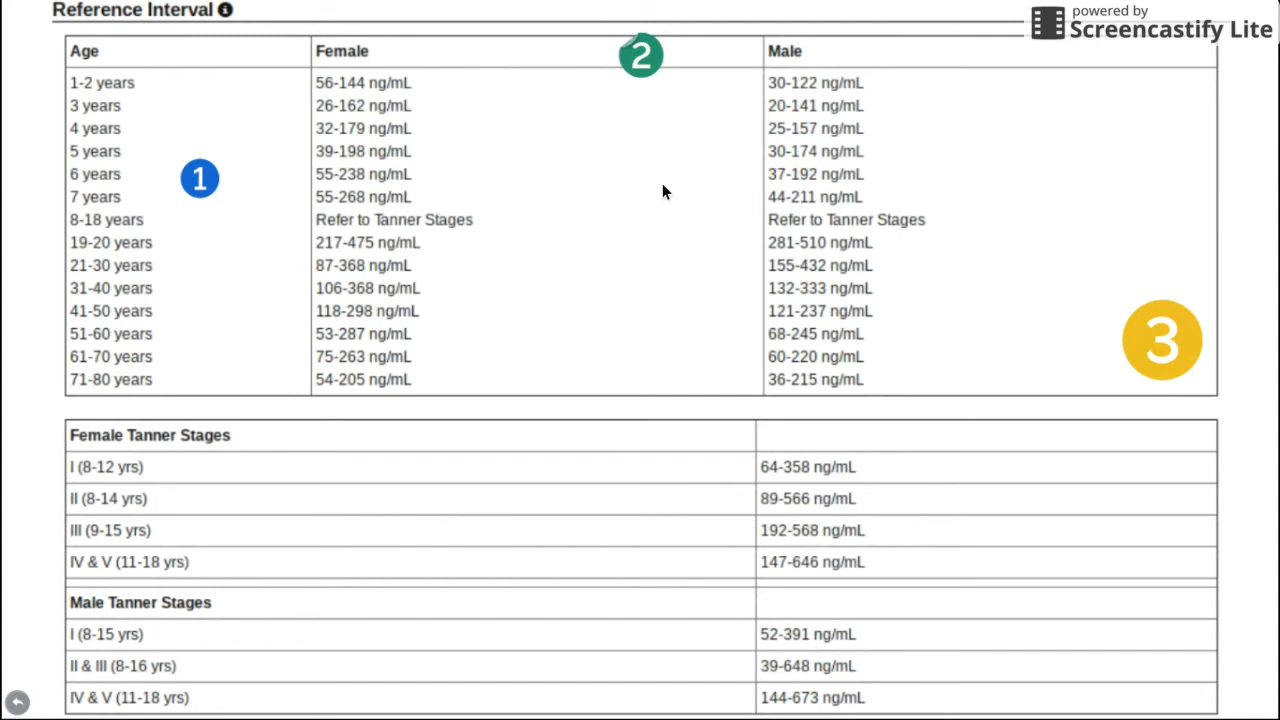 Reference Interval
powered by
Screencastify Lite
Age Female 2 Male
1-2 years 56-144 ng/mL 30-122 ng/mL
3 years 26-162 ng/mL 20-141 ng/mL
4 years 32-179 ng/mL 25-157 ng/mL
5 years 39-198 ng/mL 30-174 ng/mL
6 years 1 55-238 ng/mL 37-192 ng/mL
7 years 55-268 ng/mL 44-211 ng/mL
8-18 years Refer to Tanner Stages Refer to Tanner Stages
19-20 years 217-475 ng/mL 281-510 ng/mL
21-30 years 87-368 ng/mL 155-432 ng/mL
31-40 years 106-368 ng/mL 132-333 ng/mL
41-50 years 118-298 ng/mL 121-237 ng/mL
51-60 years 53-287 ng/mL 68-245 ng/mL 3
61-70 years 75-263 ng/mL 60-220 ng/mL
71-80 years 54-205 ng/mL 36-215 ng/mL
Female Tanner Stages
I (8-12 yrs) 64-358 ng/mL
II (8-14 yrs) 89-566 ng/mL
III (9-15 yrs) 192-568 ng/mL
IV & V (11-18 yrs) 147-646 ng/mL
Male Tanner Stages
I (8-15 yrs) 52-391 ng/mL
II & III (8-16 yrs) 39-648 ng/mL
IV & V (11-18 yrs) 144-673 ng/mL